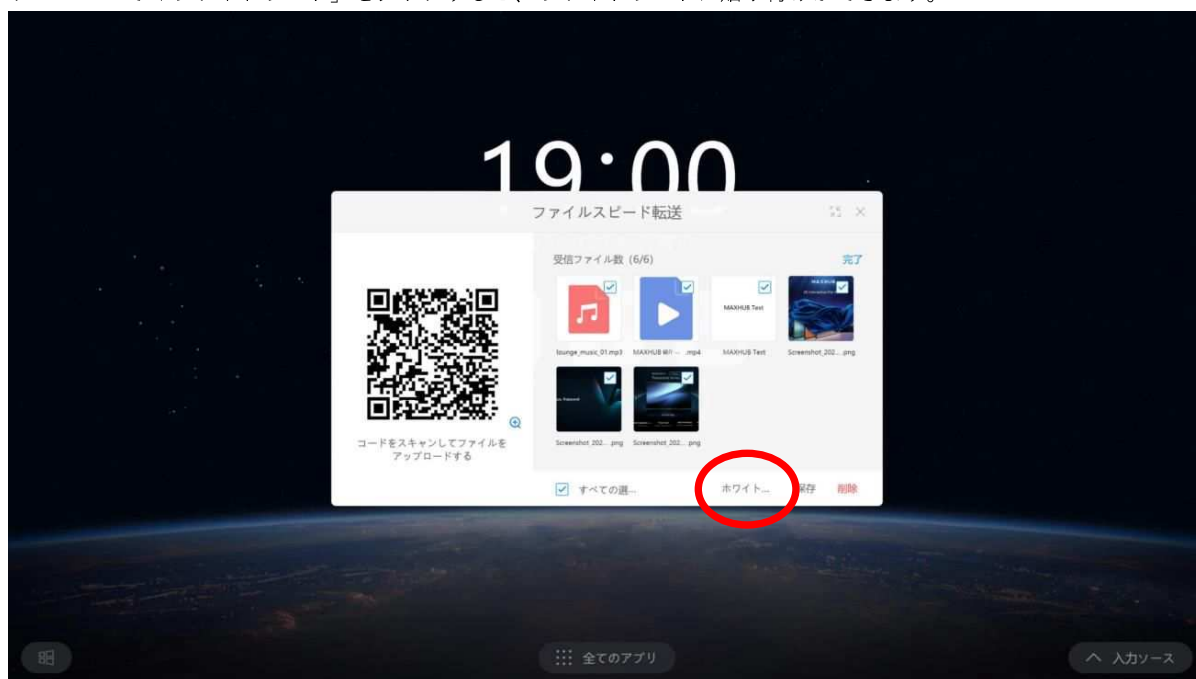 19:00
ファイルスピード転送
受信ファイル数 (6/6)
完了
MAXHUB Text
MAXHUB
lounge_music_01.mp3
MAXHUB .mp4
MAXHUB Text
Screenshot_202... .png
Screenshot_202... .png
Screenshot_202... .png
コードをスキャンしてファイルを
アップロードする
すべての選...
ホワイト...
保存
削除
全てのアプリ
入力ソース